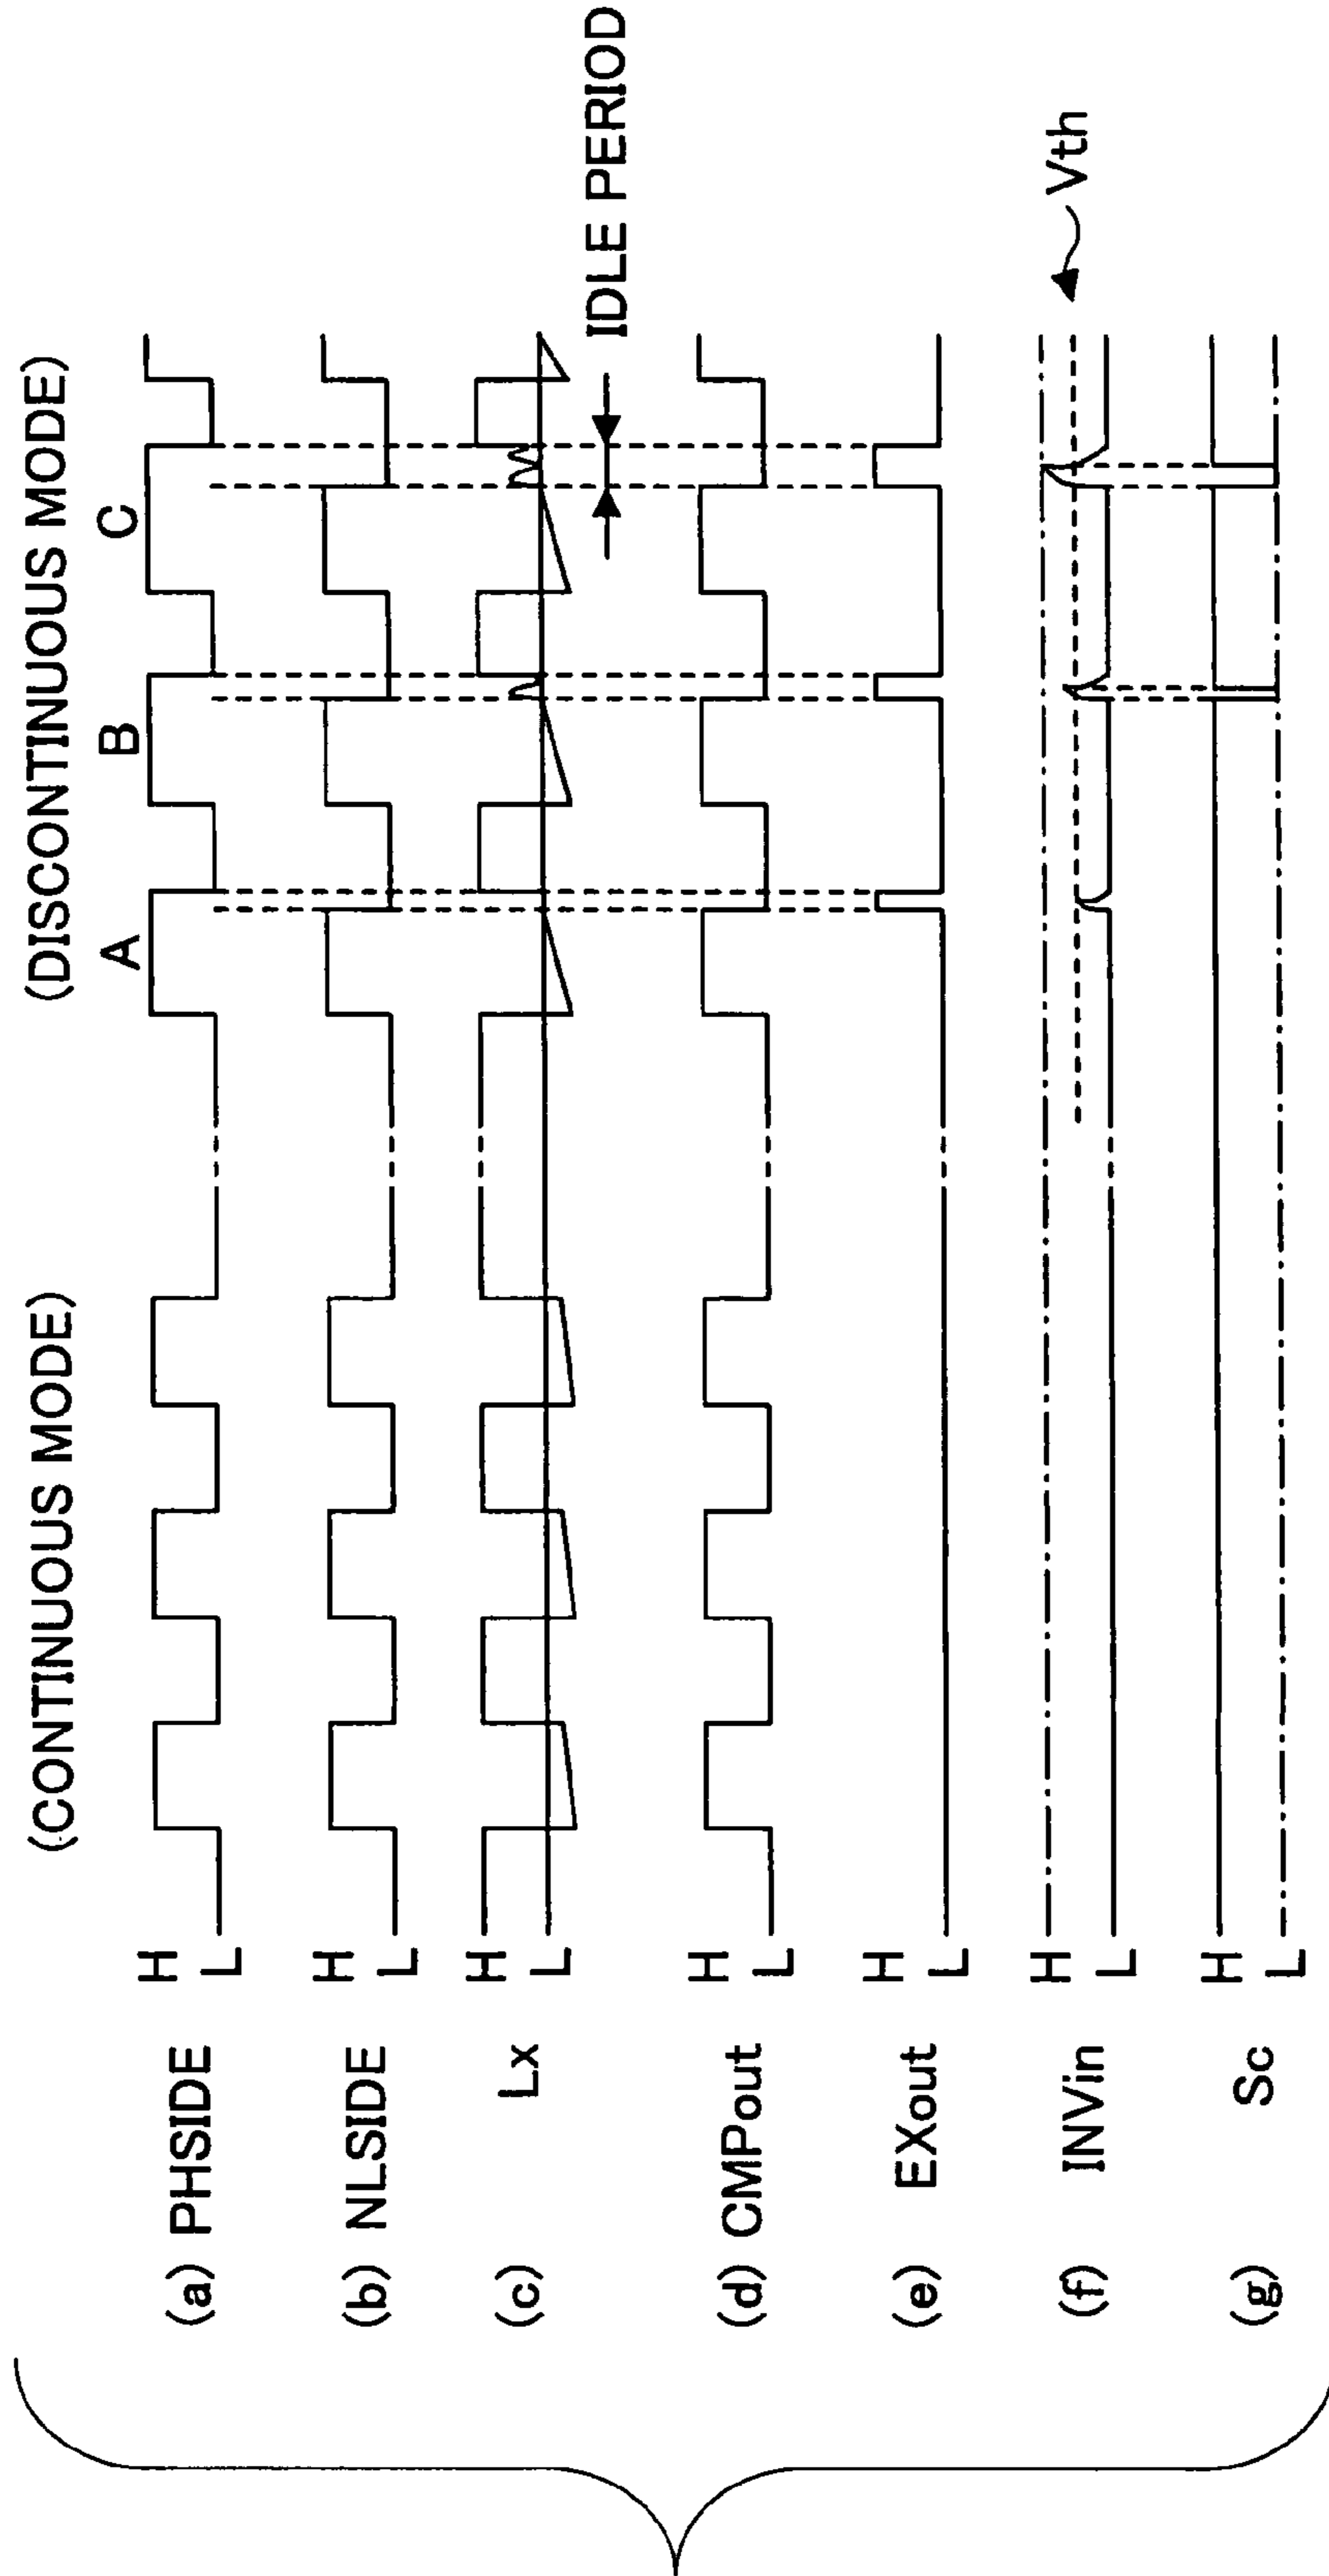 (CONTINUOUS MODE) (DISCONTINUOUS MODE)
A B C
(a) PHSIDE H L
(b) NLSIDE H L
(c) Lx H L
IDLE PERIOD
(d) CMPout H L
(e) EXout H L
(f) INVin H L
Vth
(g) Sc H L